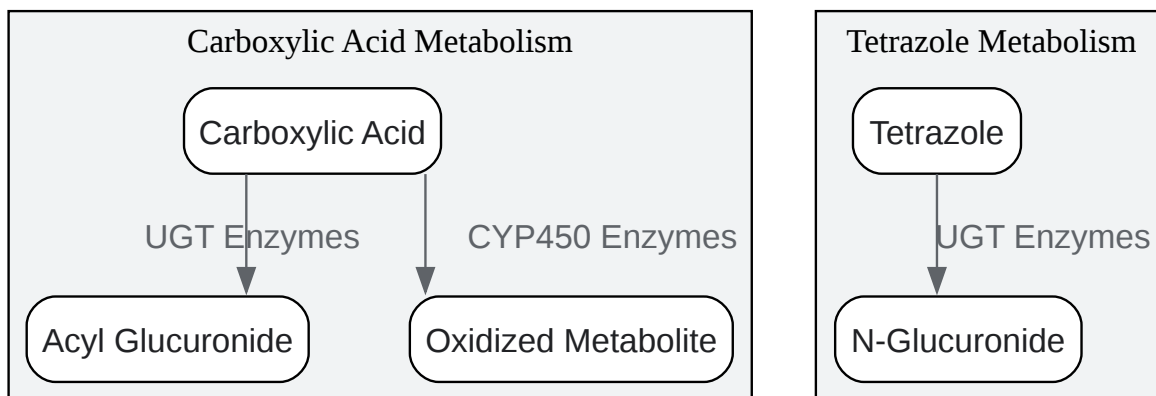 Carboxylic Acid Metabolism
Carboxylic Acid
UGT Enzymes
CYP450 Enzymes
Acyl Glucuronide
Oxidized Metabolite
Tetrazole Metabolism
Tetrazole
UGT Enzymes
N-Glucuronide